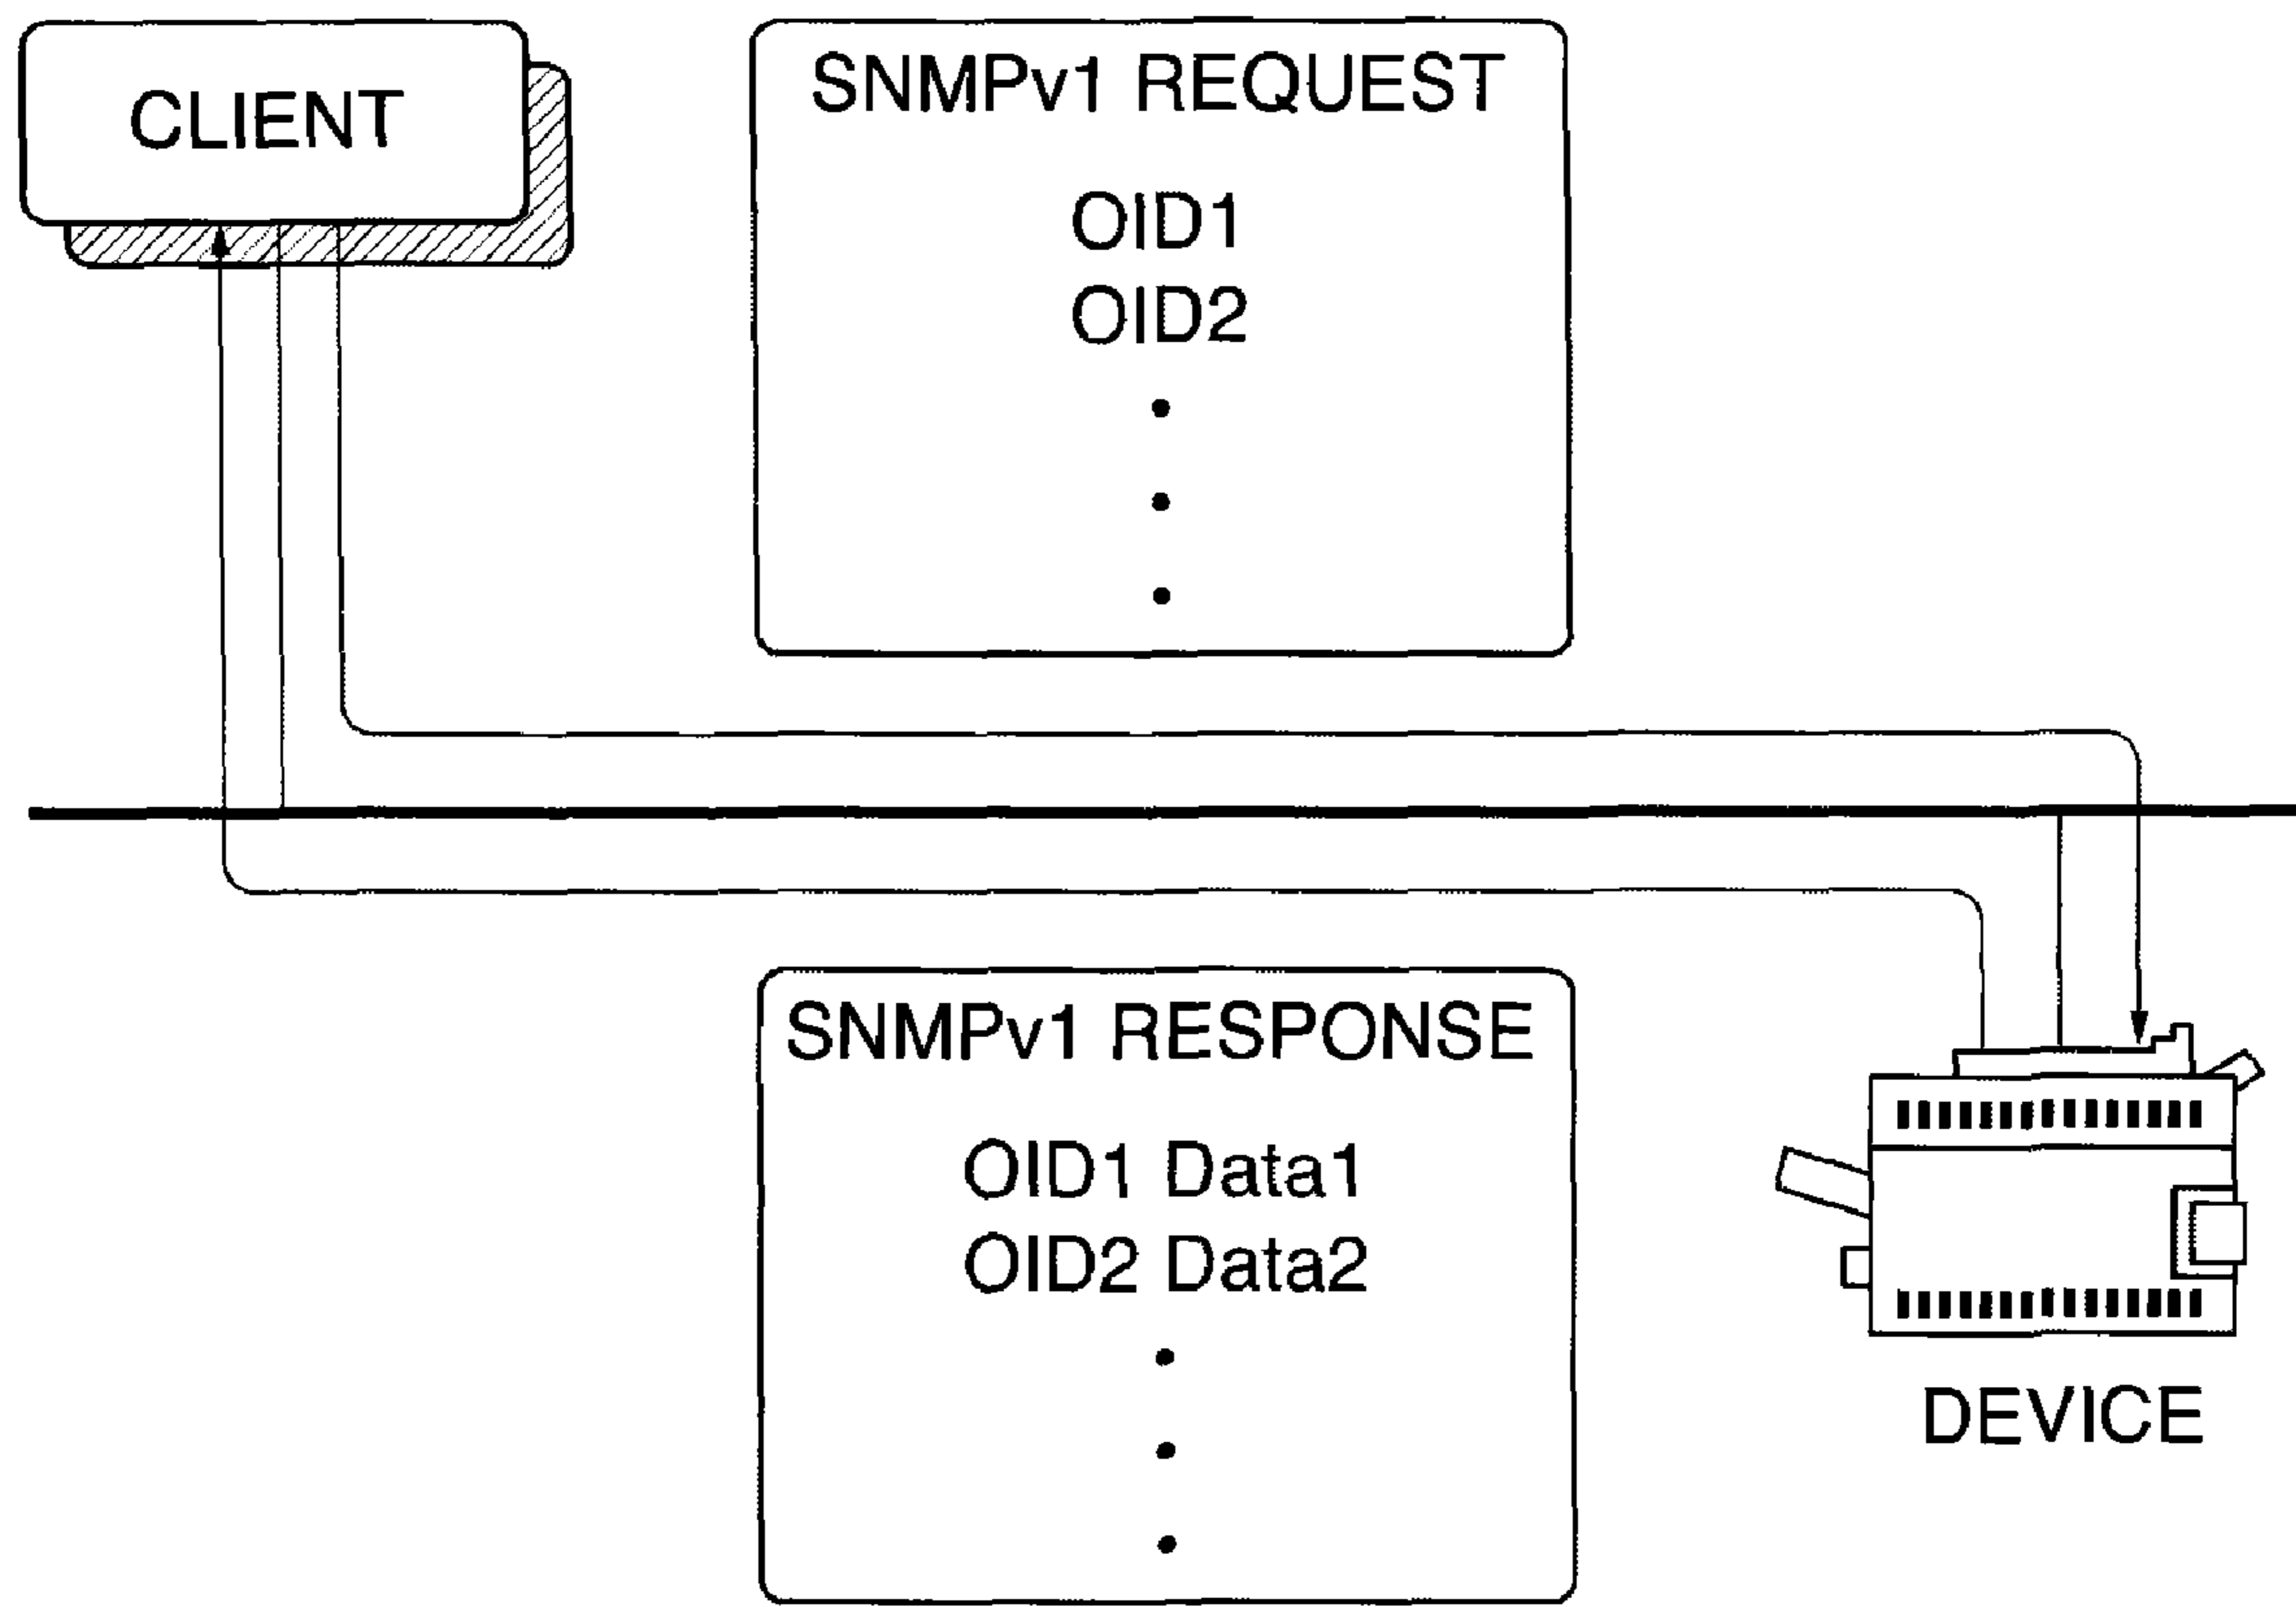 CLIENT
SNMPv1 REQUEST
OID1
OID2
SNMPv1 RESPONSE
OID1 Data1
OID2 Data2
DEVICE